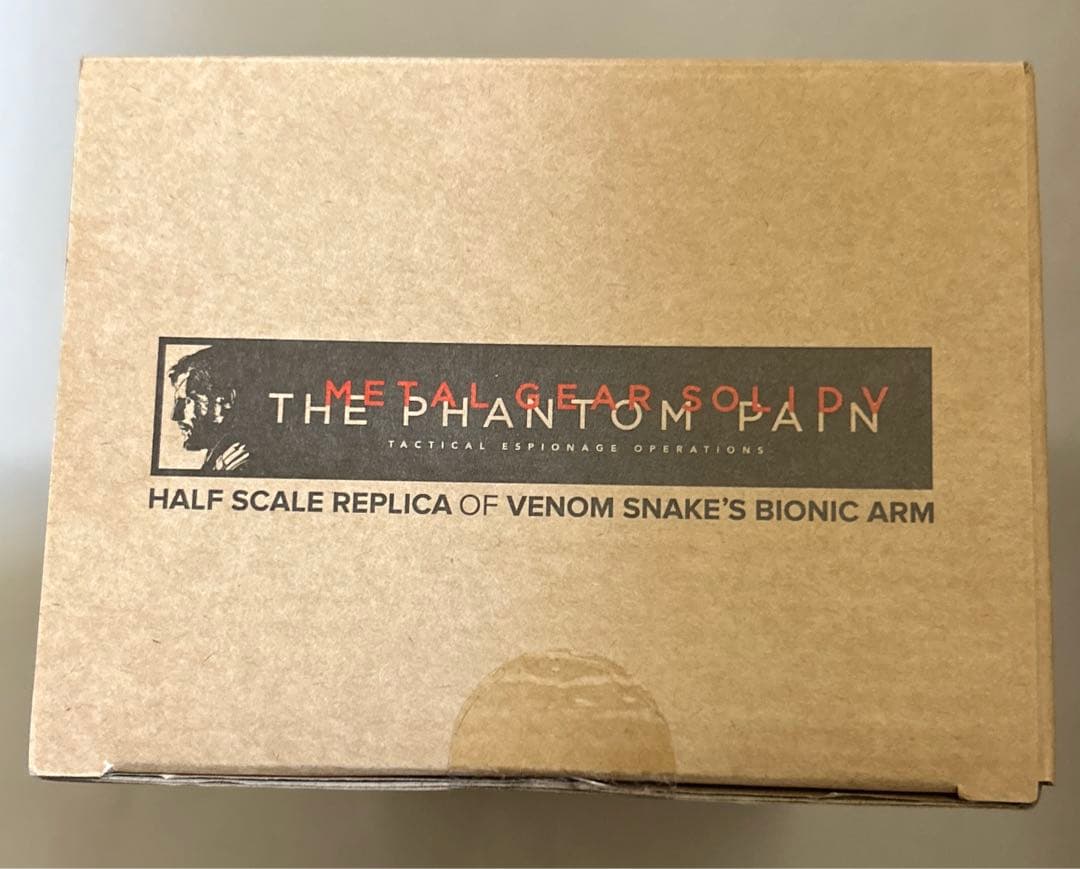 METAL GEAR SOLID V
THE PHANTOM PAIN
TACTICAL ESPIONAGE OPERATIONS
HALF SCALE REPLICA OF VENOM SNAKE'S BIONIC ARM